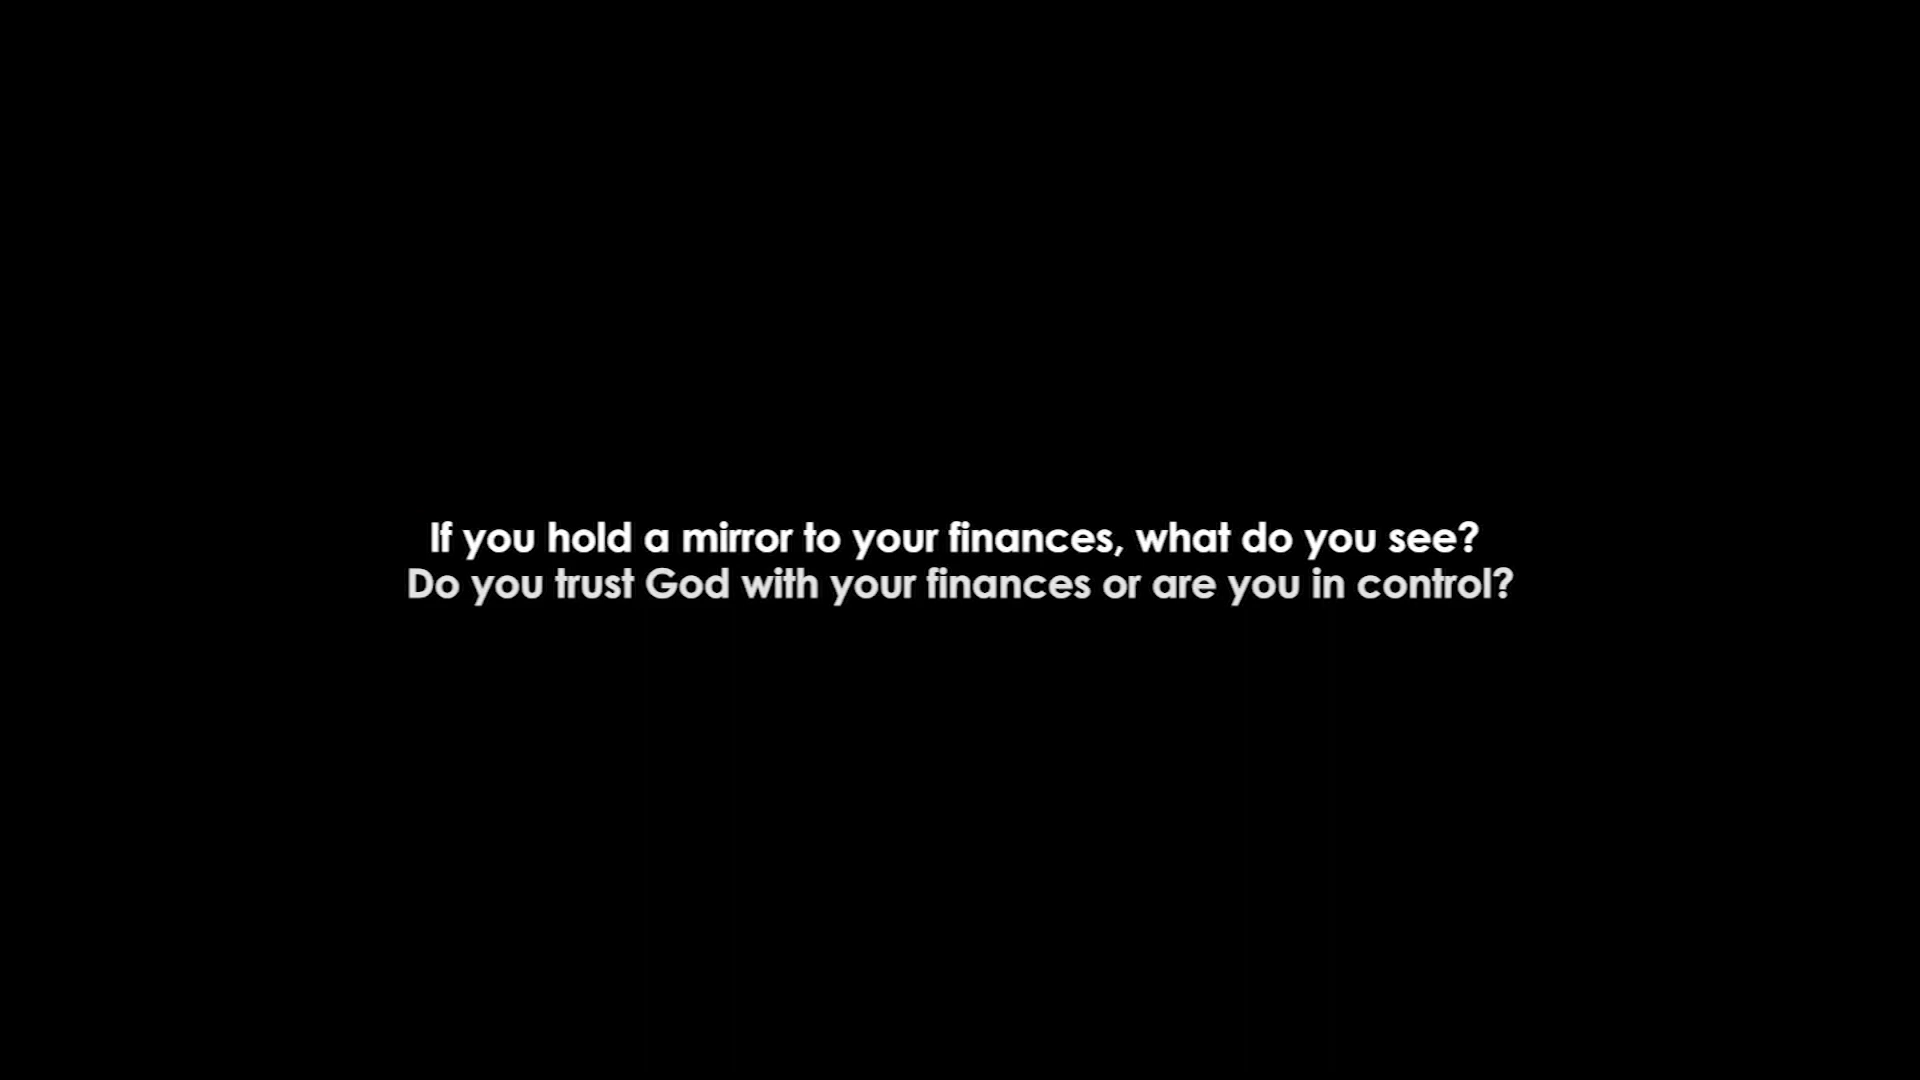 If you hold a mirror to your finances, what do you see?
Do you trust God with your finances or are you in control?